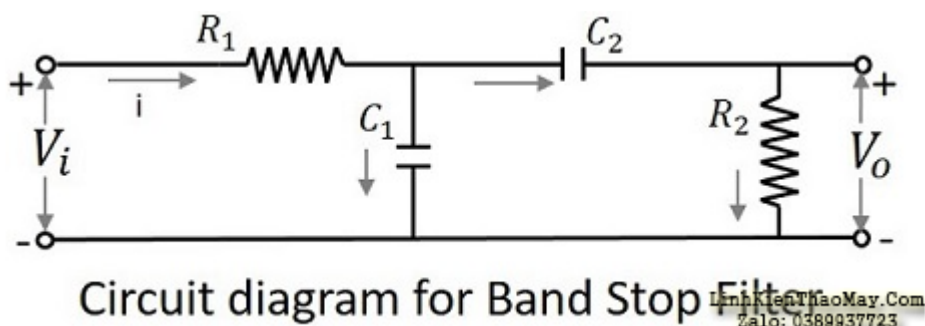 R₁
C₂
+
i
+
C₁
R₂
Vᵢ
Vₒ
-
-
Circuit diagram for Band Stop Filter
LinhKienThaoMay.Com
Zalo: 0389937723